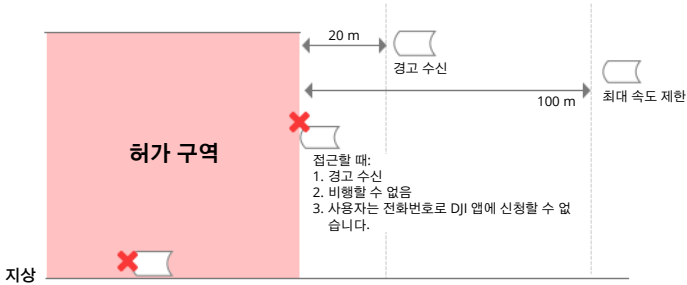 20 m
경고 수신
100 m
최대 속도 제한
허가 구역
접근할 때:
1. 경고 수신
2. 비행할 수 없음
3. 사용자는 전화번호로 DJI 앱에 신청할 수 없
습니다.
지상